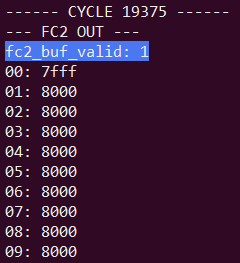 ------ CYCLE 19375 ------
--- FC2 OUT ---
fc2_buf_valid: 1
00: 7fff
01: 8000
02: 8000
03: 8000
04: 8000
05: 8000
06: 8000
07: 8000
08: 8000
09: 8000